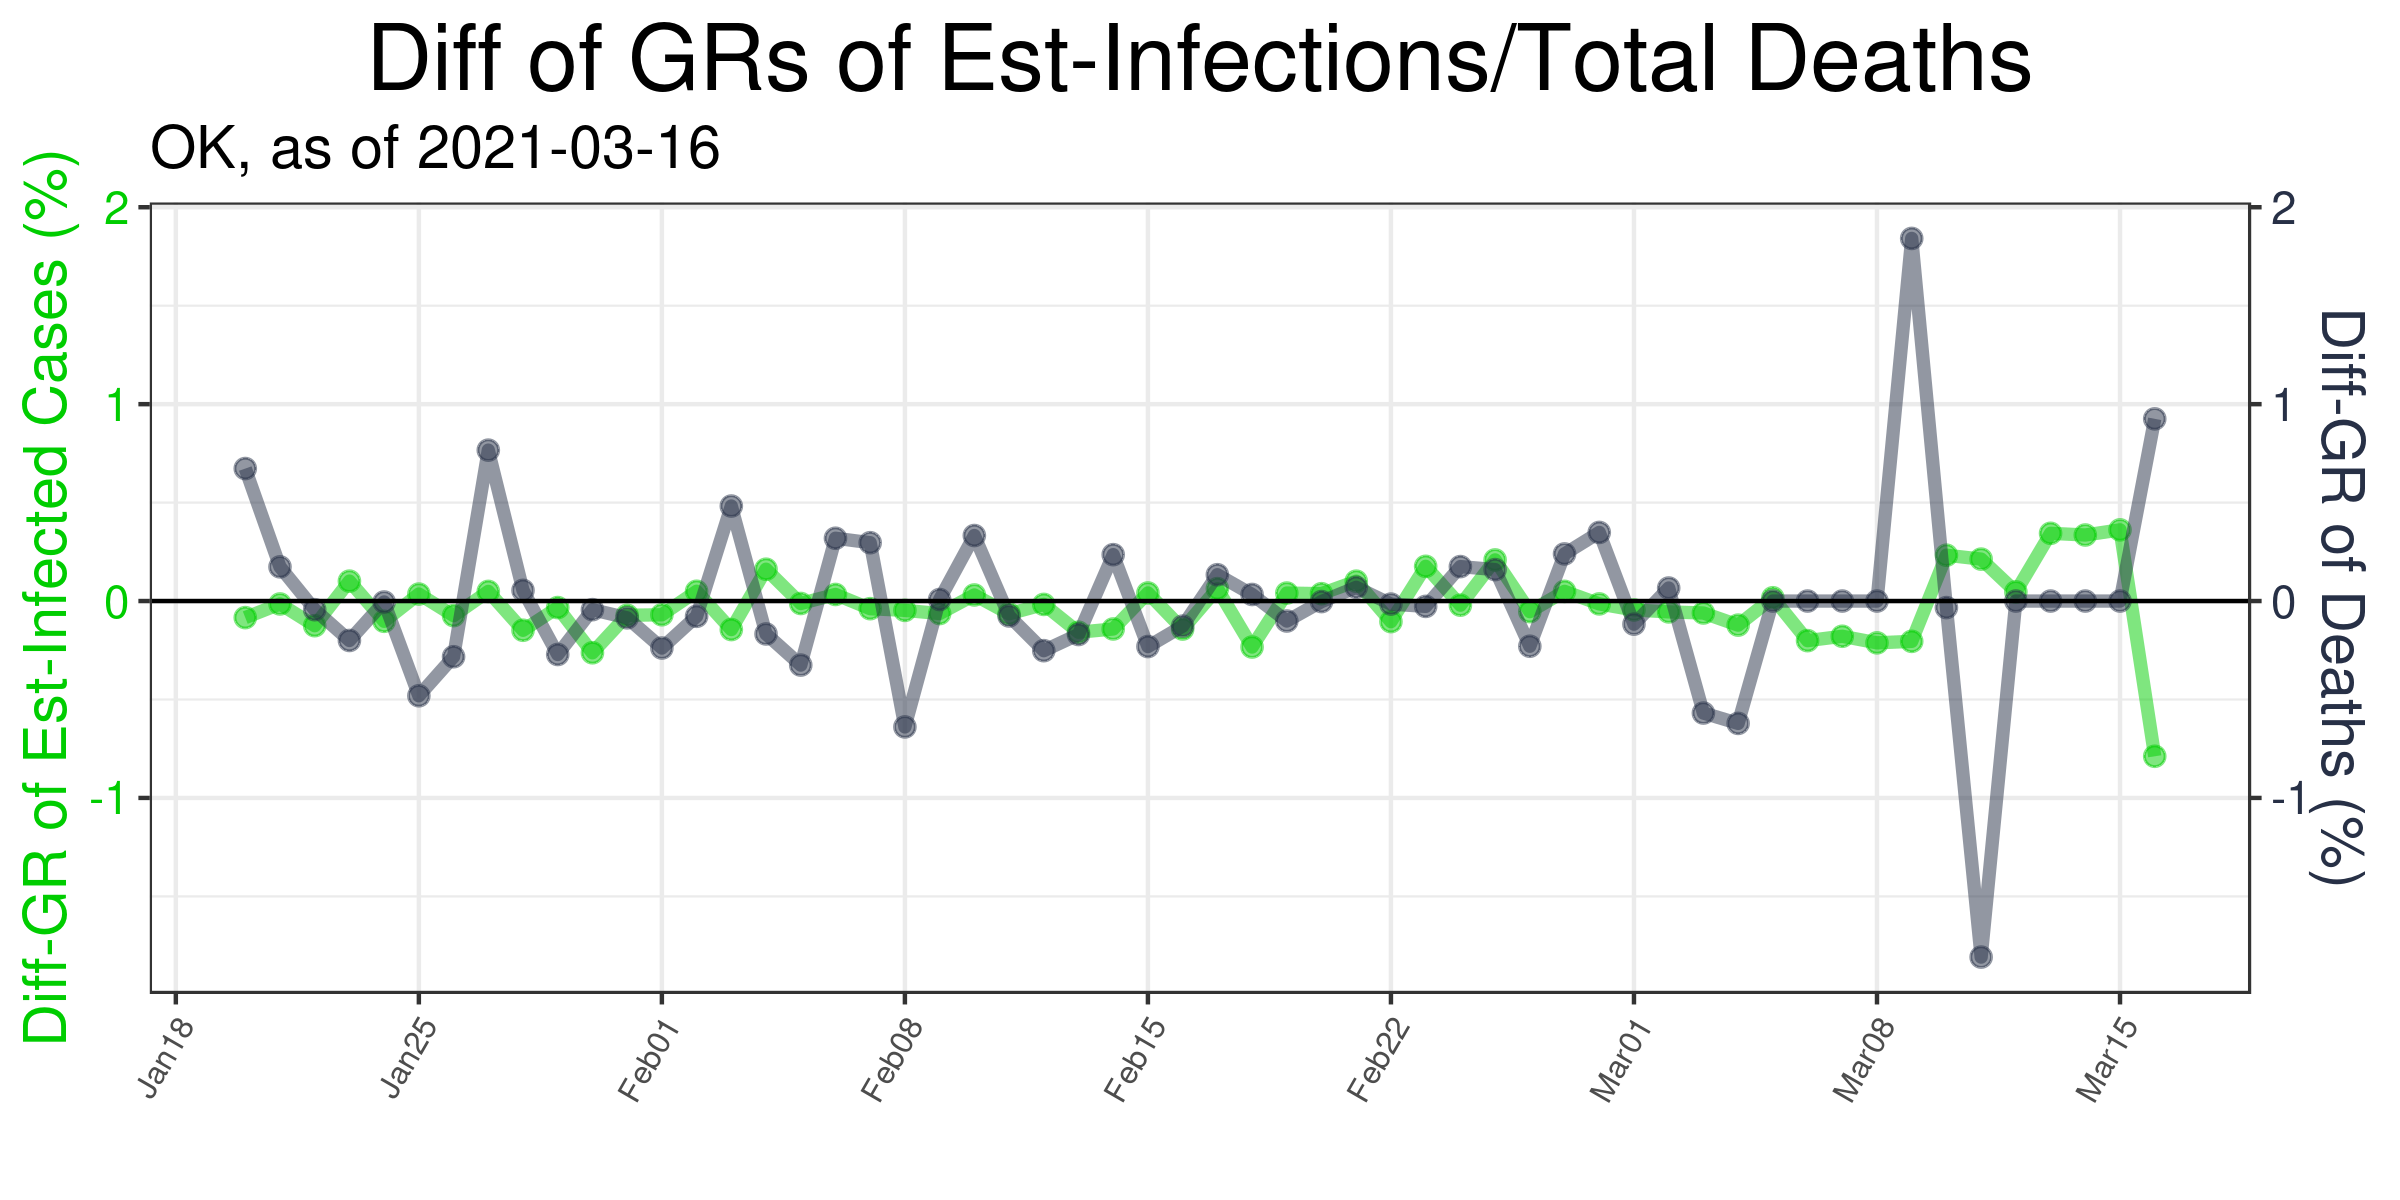 Diff of GRs of Est-Infections/Total Deaths
OK, as of 2021-03-16
Diff-GR of Est-Infected Cases (%)
2
1
0
-1
2
1
0
-1
Diff-GR of Deaths (%)
Jan18
Jan25
Feb01
Feb08
Feb15
Feb22
Mar01
Mar08
Mar15